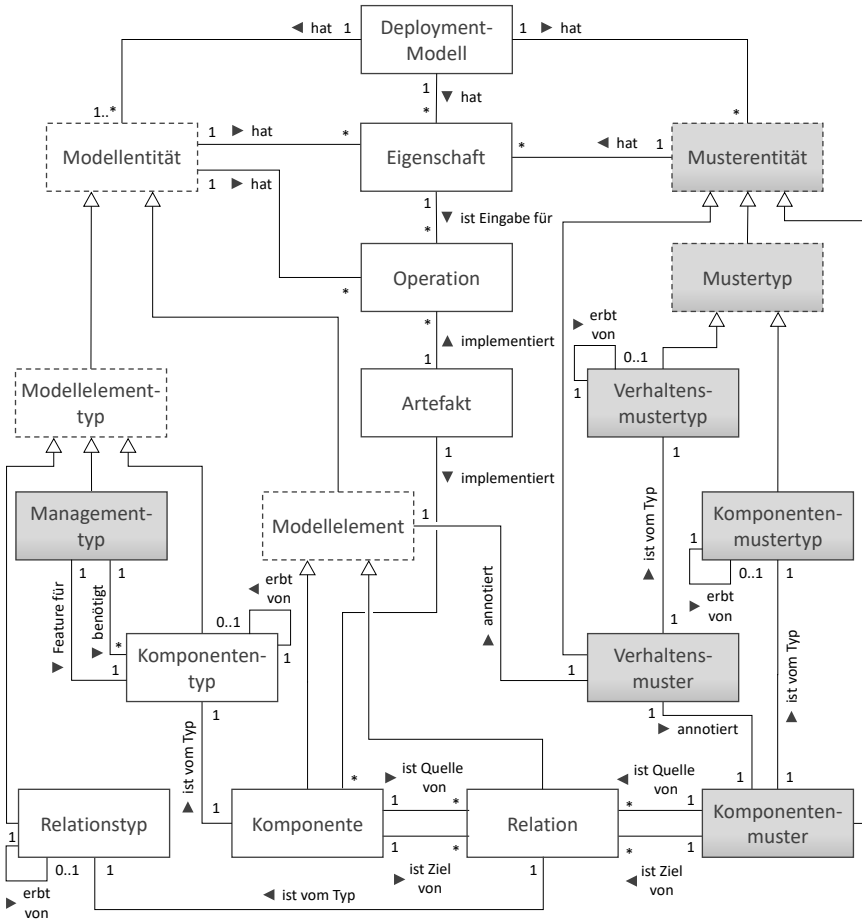 ◄ hat 1
Deployment-
Modell
1 ► hat
1
▼ hat
*
1..*
*
Modellentität
1 ► hat
*
Eigenschaft
*
◄ hat
1
Musterentität
1 ► hat
1
▼ ist Eingabe für
*
Operation
*
Mustertyp
*
▲ implementiert
1
► erbt
von
0..1
1
Modellelement-
typ
Artefakt
Verhaltens-
mustertyp
1
▼ implementiert
1
Management-
typ
Modellelement
1
Komponenten-
mustertyp
1
0..1
► erbt
von
1
▲ ist vom Typ
1
1
► Feature für
► benötigt
◄ erbt
von
0..1
1
▲ annotiert
*
1
Komponenten-
typ
1
1
Verhaltens-
muster
1
► annotiert
▲ ist vom Typ
1
▲ ist vom Typ
1
*
► ist Quelle
von
◄ ist Quelle
von
1
1
Relationstyp
1
Komponente
1
*
Relation
*
1
Komponenten-
muster
1
*
*
1
1
0..1
► erbt
von
1
► ist Ziel
von
1
◄ ist Ziel
von
◄ ist vom Typ